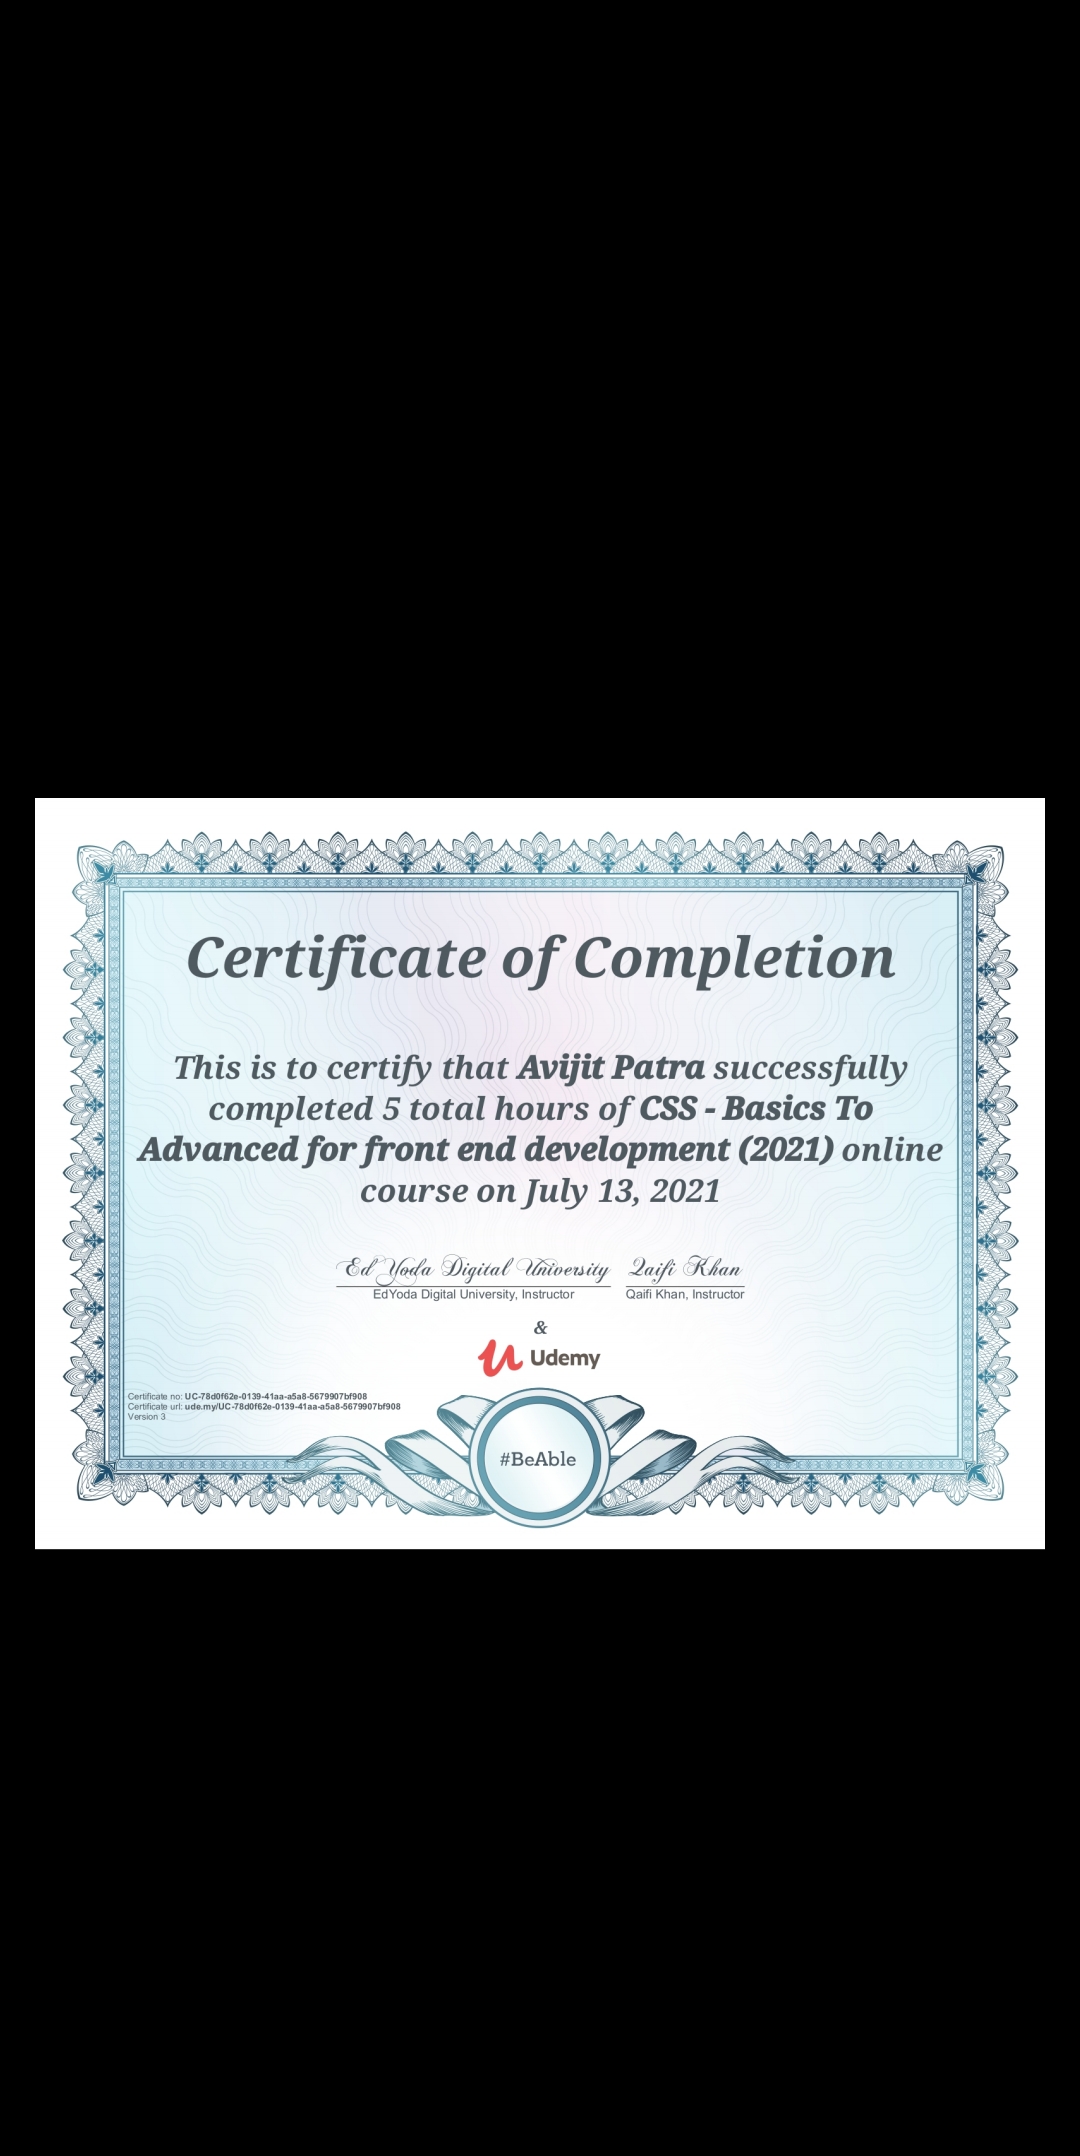 Certificate of Completion
This is to certify that Avijit Patra successfully
completed 5 total hours of CSS - Basics To
Advanced for front end development (2021) online
course on July 13, 2021
Ed Yoda Digital University Qaifi Khan
EdYoda Digital University, Instructor Qaifi Khan, Instructor
&
Udemy
Certificate no: UC-78d0f62e-0139-41aa-a5a8-5679907bf908
Certificate url: ude.my/UC-78d0f62e-0139-41aa-a5a8-5679907bf908
Version 3
#BeAble